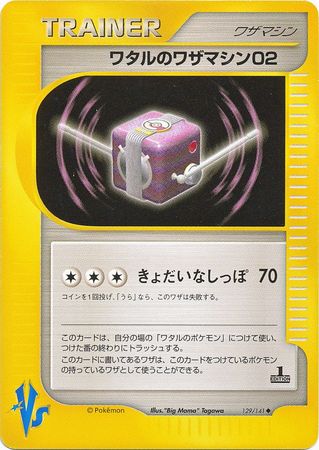 TRAINER ワザマシン
ワタルのワザマシン02
きょだいなしっぽ 70
コインを1回投げ、「うら」なら、このワザは失敗する。
このカードは、自分の場の「ワタルのポケモン」につけて使い、
つけた番の終わりにトラッシュする。
このカードに書いてあるワザは、このカードをつけているポケモン
の持っているワザとして使うことができる。
1
EDITION
VS
© Pokémon Illus."Big Moma" Tagawa 129/141◆